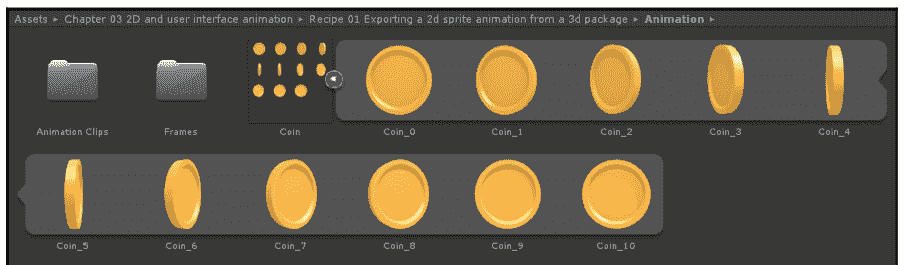 Assets ▸ Chapter 03 2D and user interface animation ▸ Recipe 01 Exporting a 2d sprite animation from a 3d package ▸ Animation ▸
Animation Clips Frames Coin Coin_0 Coin_1 Coin_2 Coin_3 Coin_4
Coin_5 Coin_6 Coin_7 Coin_8 Coin_9 Coin_10